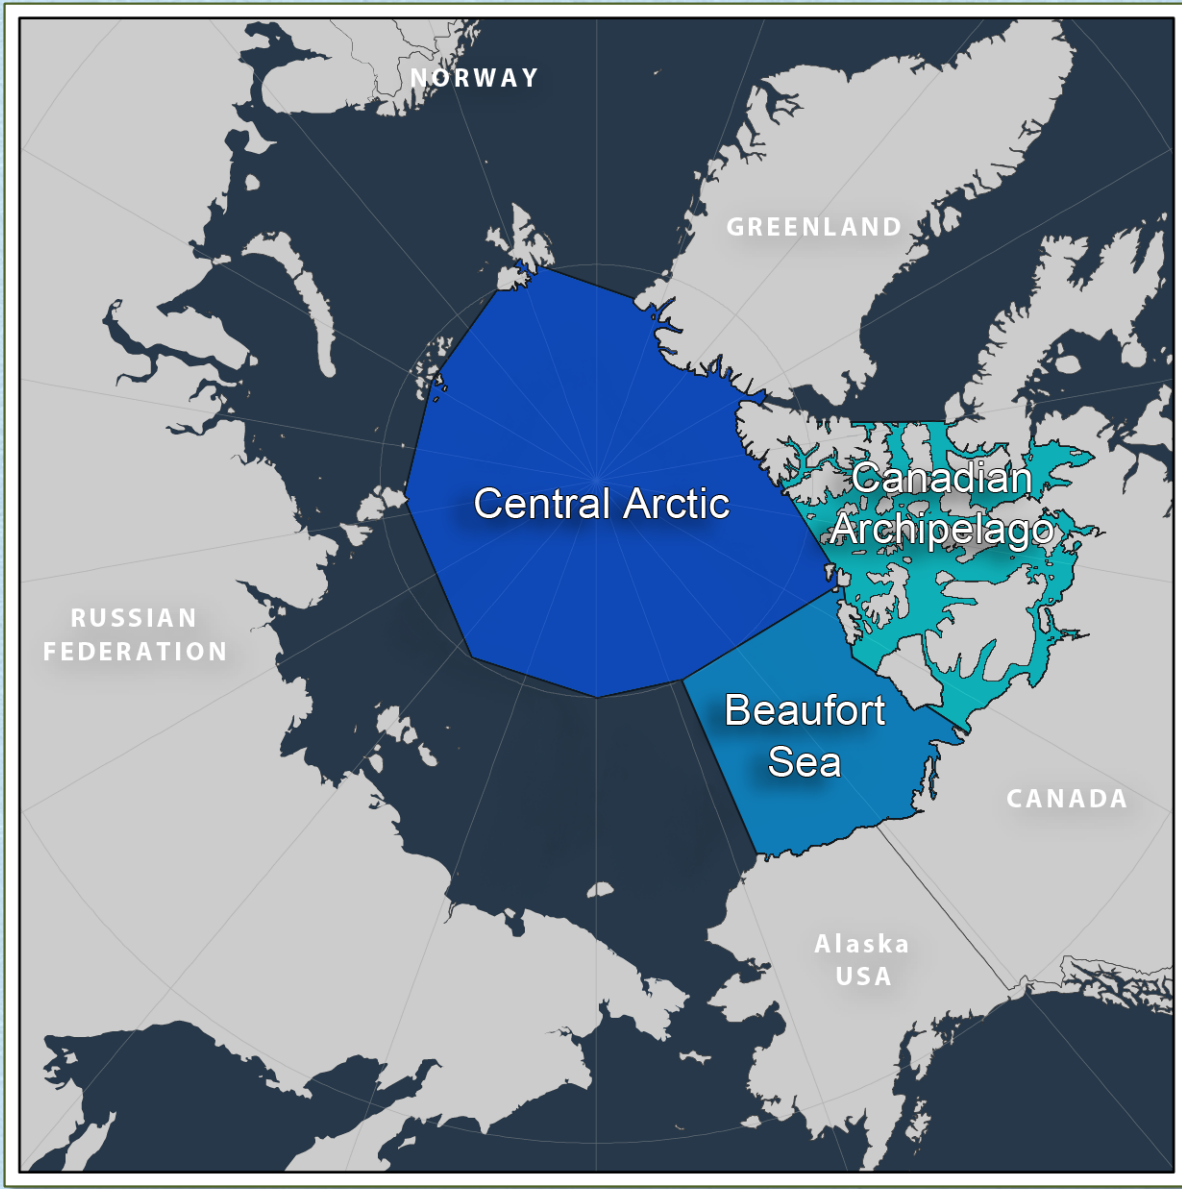 NORWAY
GREENLAND
Canadian
Archipelago
Central Arctic
RUSSIAN
FEDERATION
Beaufort
Sea
CANADA
Alaska
USA